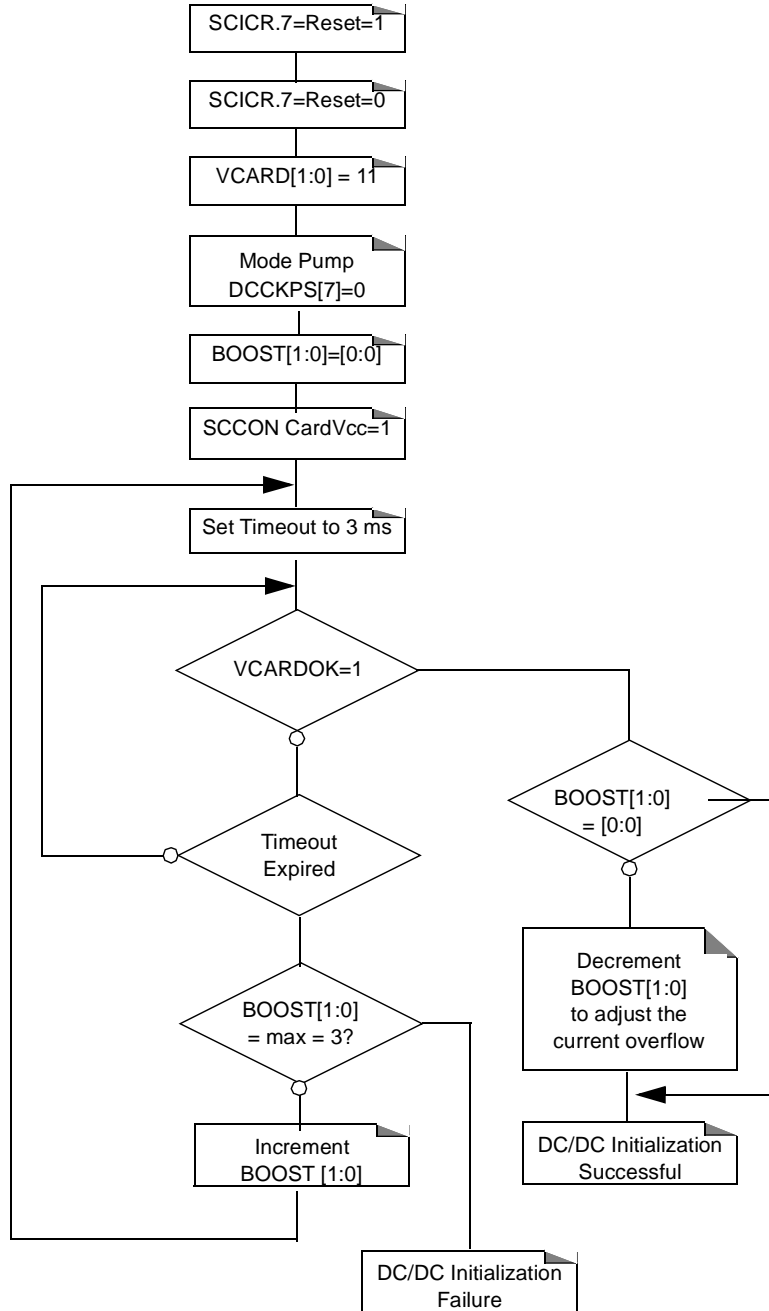 SCICR.7=Reset=1
SCICR.7=Reset=0
VCARD[1:0] = 11
Mode Pump
DCCKPS[7]=0
BOOST[1:0]=[0:0]
SCCON CardVcc=1
Set Timeout to 3 ms
VCARDOK=1
BOOST[1:0]
= [0:0]
Timeout
Expired
Decrement
BOOST[1:0]
to adjust the
current overflow
BOOST[1:0]
= max = 3?
Increment
BOOST [1:0]
DC/DC Initialization
Successful
DC/DC Initialization
Failure